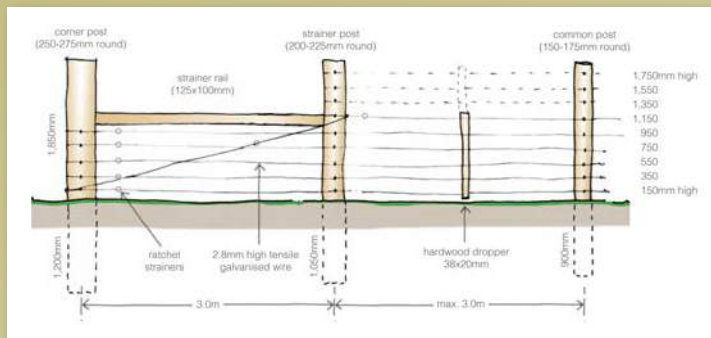 corner post
(250-275mm round)
strainer post
(200-225mm round)
common post
(150-175mm round)
strainer rail
(125x100mm)
1,750mm high
1,550
1,350
1,150
950
750
550
350
150mm high
1,850mm
1,200mm
ratchet
strainers
2.8mm high tensile
galvanised wire
1,050mm
hardwood dropper
38x20mm
900mm
3.0m
max. 3.0m